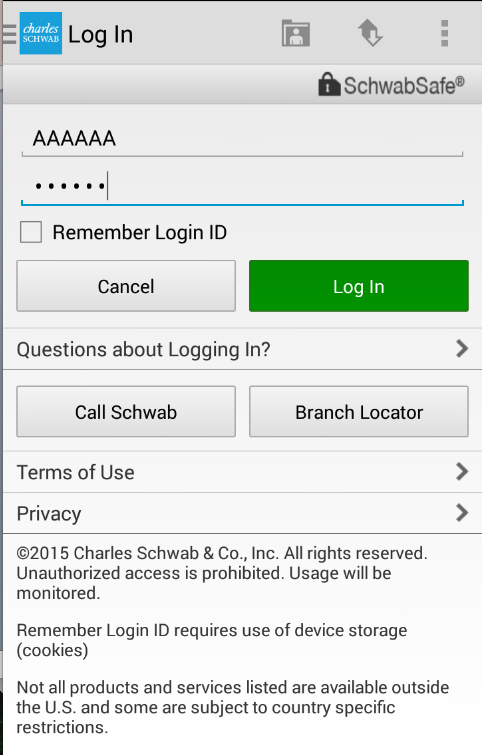 charles
SCHWAB
Log In
SchwabSafe®
AAAAAA
••••••
Remember Login ID
Cancel
Log In
Questions about Logging In?
Call Schwab
Branch Locator
Terms of Use
Privacy
©2015 Charles Schwab & Co., Inc. All rights reserved.
Unauthorized access is prohibited. Usage will be
monitored.
Remember Login ID requires use of device storage
(cookies)
Not all products and services listed are available outside
the U.S. and some are subject to country specific
restrictions.